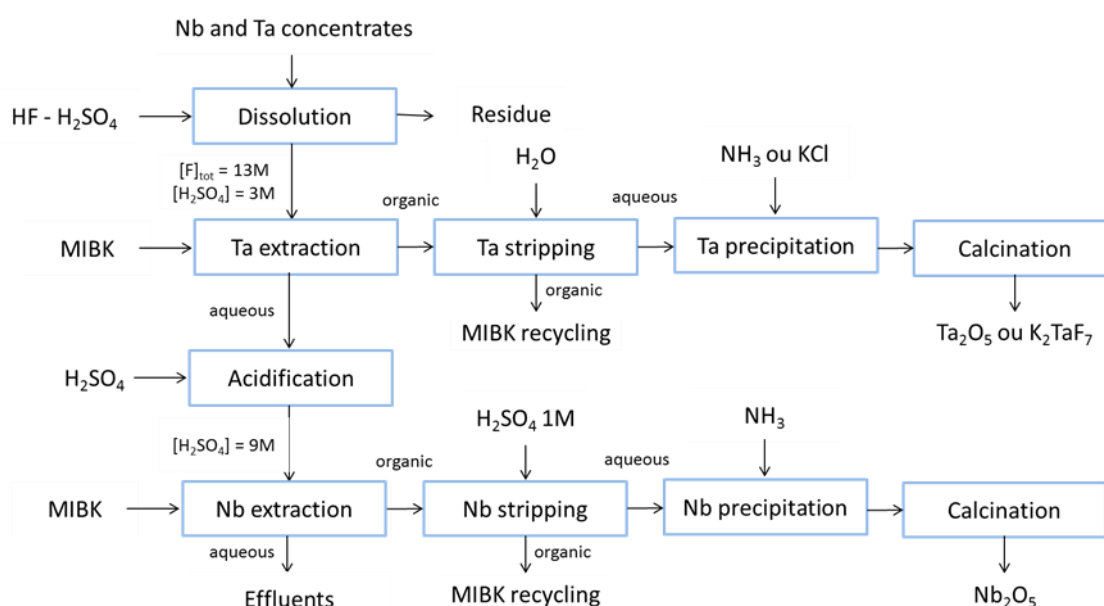 Nb and Ta concentrates
HF - H₂SO₄
Dissolution
Residue
[F]tot = 13M
[H₂SO₄] = 3M
H₂O
NH₃ ou KCl
organic
aqueous
MIBK
Ta extraction
Ta stripping
Ta precipitation
Calcination
aqueous
organic
MIBK recycling
Ta₂O₅ ou K₂TaF₇
H₂SO₄
Acidification
[H₂SO₄] = 9M
H₂SO₄ 1M
NH₃
organic
aqueous
MIBK
Nb extraction
Nb stripping
Nb precipitation
Calcination
aqueous
organic
Effluents
MIBK recycling
Nb₂O₅